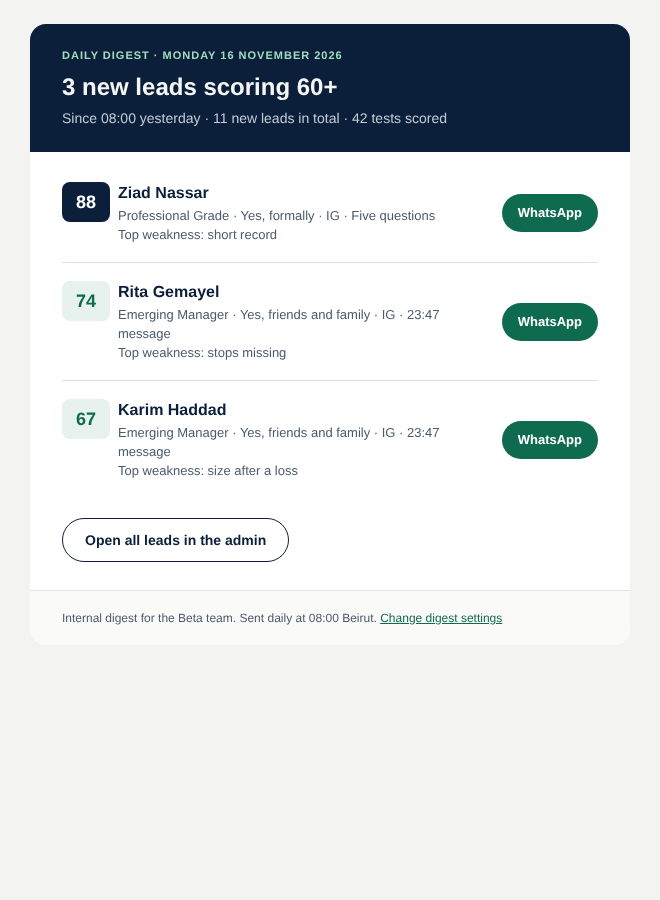 DAILY DIGEST · MONDAY 16 NOVEMBER 2026
3 new leads scoring 60+
Since 08:00 yesterday · 11 new leads in total · 42 tests scored
88
Ziad Nassar
Professional Grade · Yes, formally · IG · Five questions
Top weakness: short record
WhatsApp
74
Rita Gemayel
Emerging Manager · Yes, friends and family · IG · 23:47
message
Top weakness: stops missing
WhatsApp
67
Karim Haddad
Emerging Manager · Yes, friends and family · IG · 23:47
message
Top weakness: size after a loss
WhatsApp
Open all leads in the admin
Internal digest for the Beta team. Sent daily at 08:00 Beirut. Change digest settings